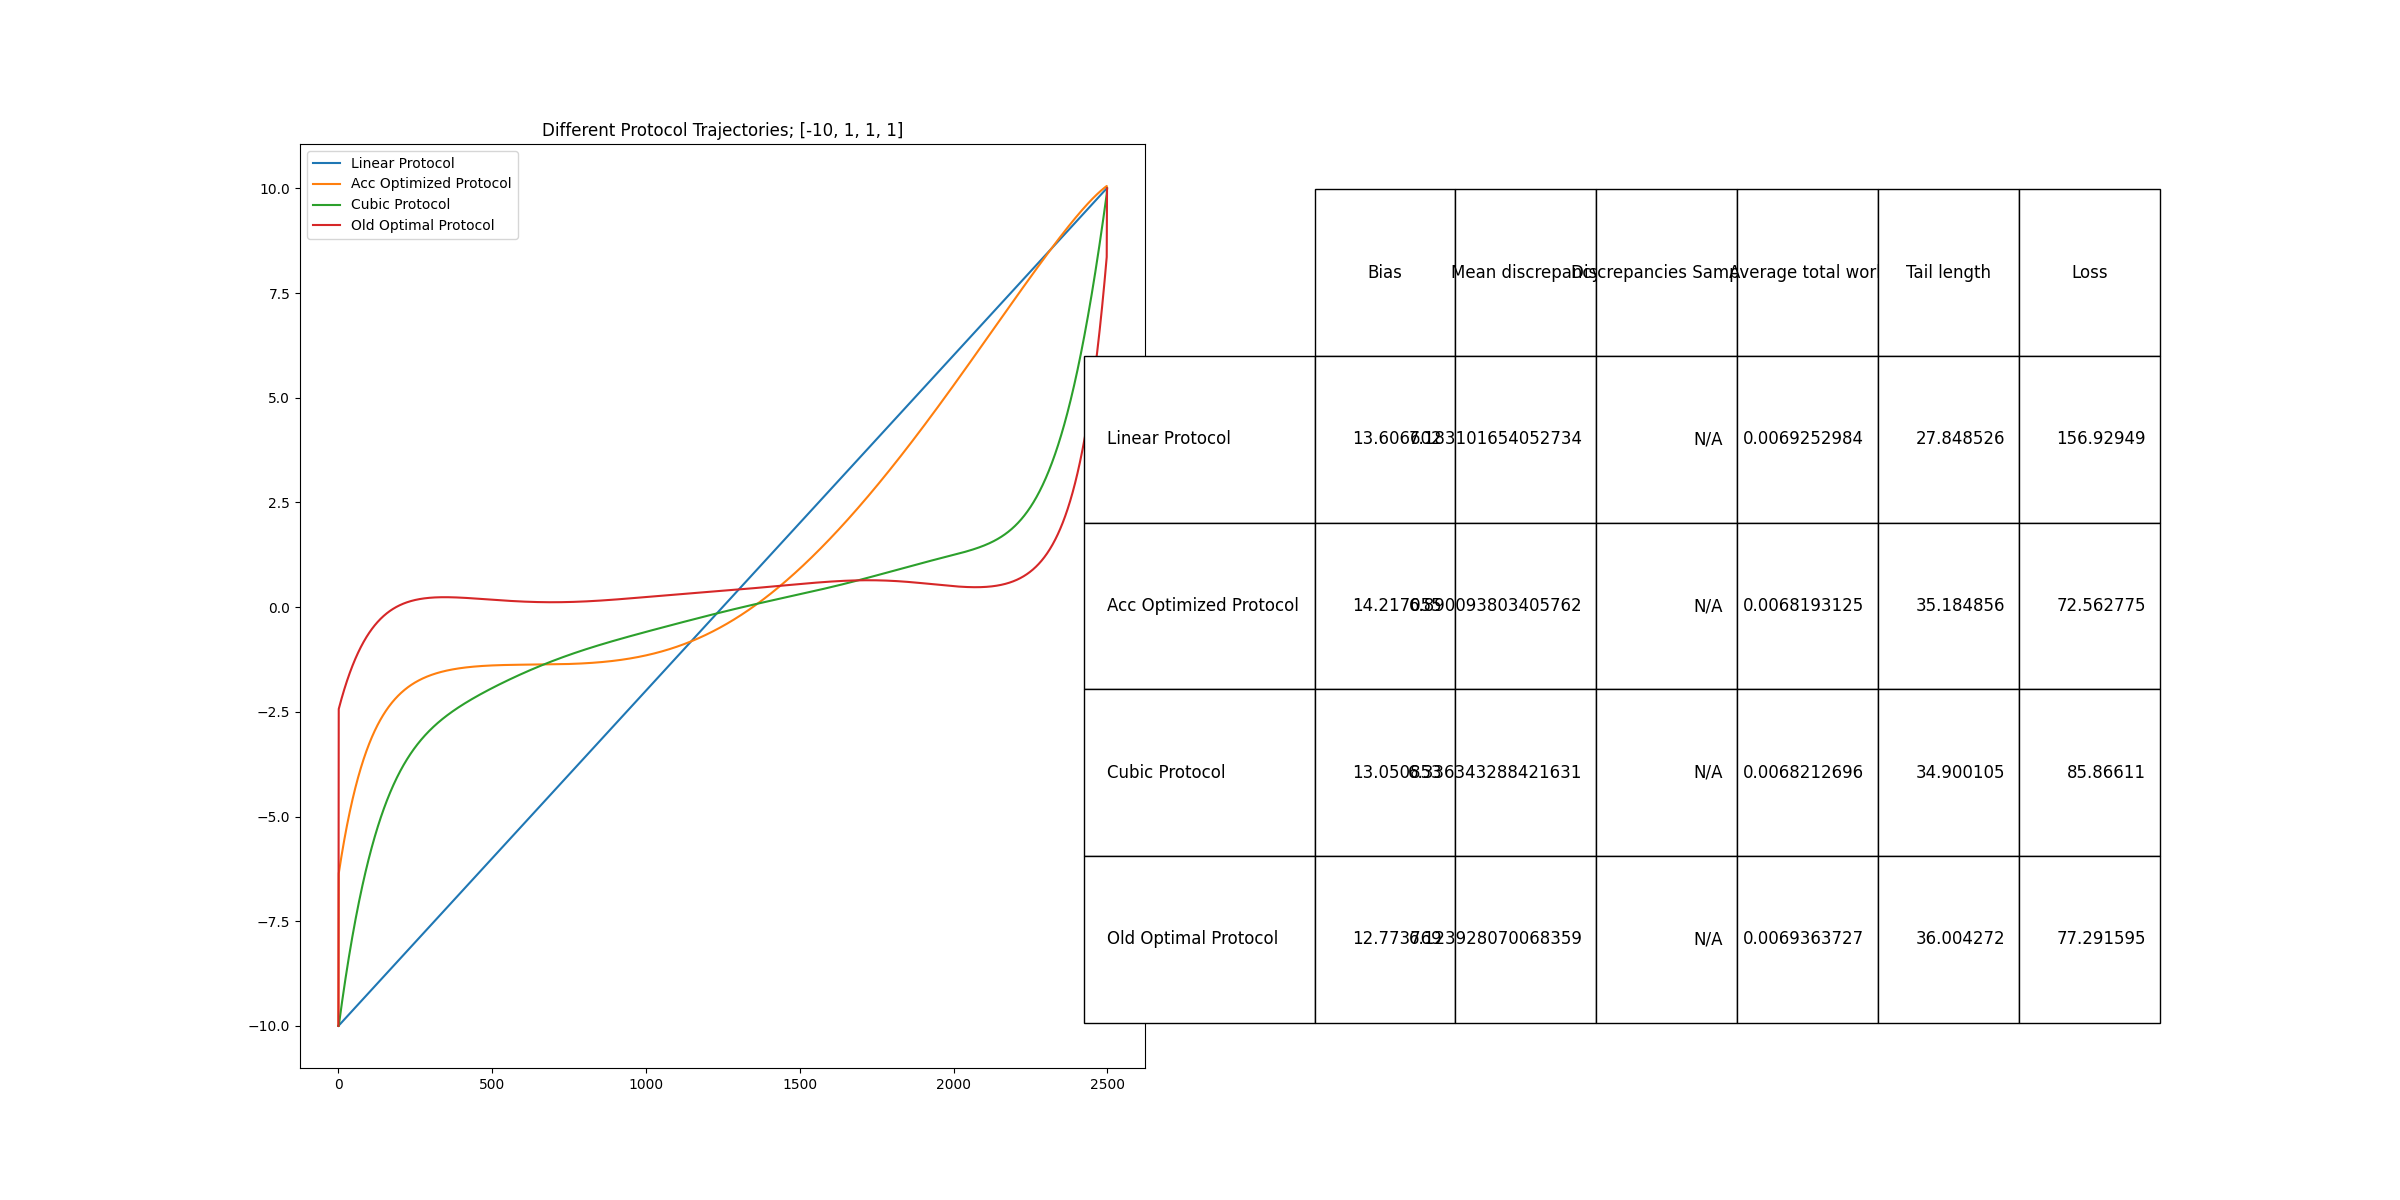 Different Protocol Trajectories; [-10, 1, 1, 1]
Linear Protocol
Acc Optimized Protocol
Cubic Protocol
Old Optimal Protocol
10.0
7.5
5.0
2.5
0.0
−2.5
−5.0
−7.5
−10.0
0 500 1000 1500 2000 2500
Bias Mean Average total Tail length Loss
Linear Protocol N/A 0.0069252984 27.848526 156.92949
Acc Optimized Protocol N/A 0.0068193125 35.184856 72.562775
Cubic Protocol N/A 0.0068212696 34.900105 85.86611
Old Optimal Protocol N/A 0.0069363727 36.004272 77.291595